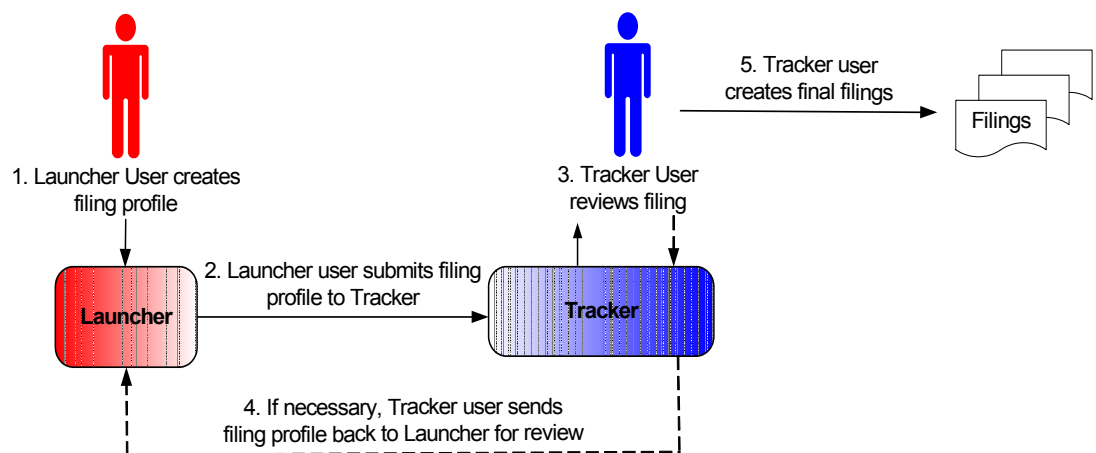 1. Launcher User creates
filing profile
Launcher
2. Launcher user submits filing
profile to Tracker
3. Tracker User
reviews filing
Tracker
4. If necessary, Tracker user sends
filing profile back to Launcher for review
5. Tracker user
creates final filings
Filings